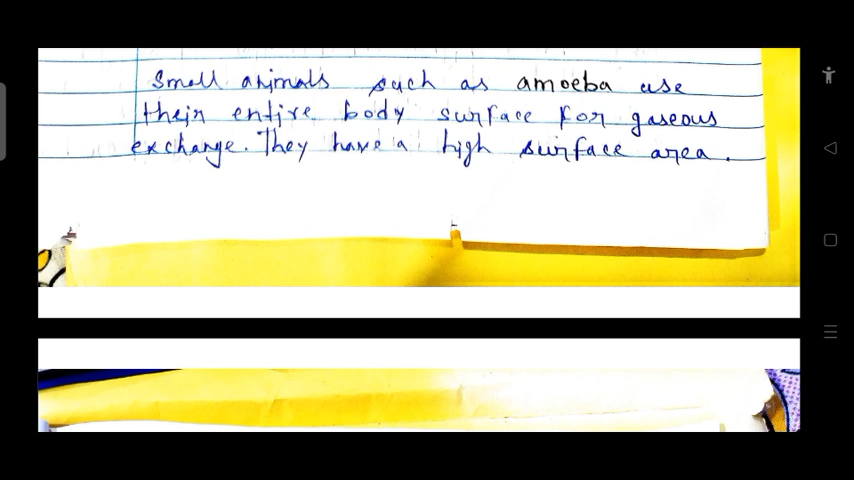 Small animals such as amoeba use
their entire body surface for gaseous
exchange. They have a high surface area.